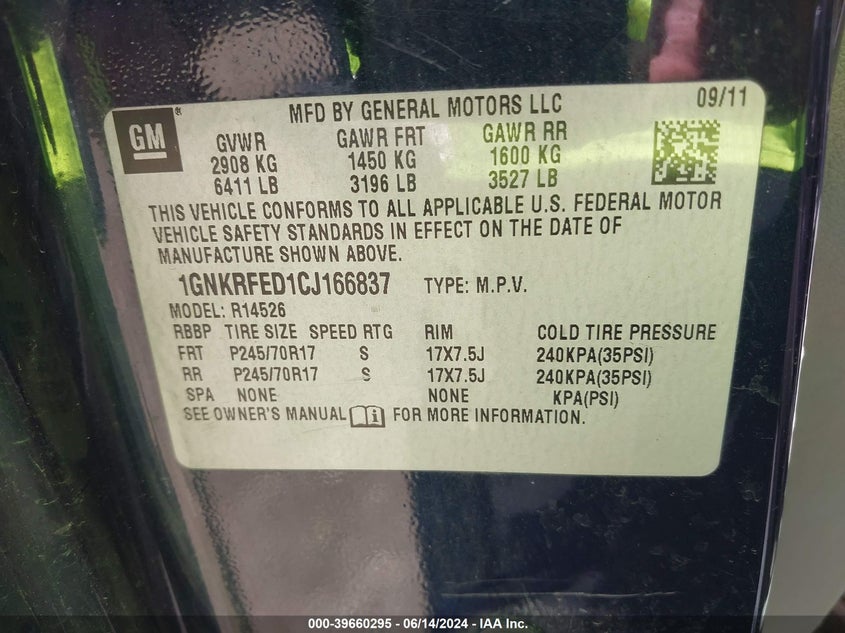 MFD BY GENERAL MOTORS LLC 09/11
GM®
GVWR GAWR FRT GAWR RR
2908 KG 1450 KG 1600 KG
6411 LB 3196 LB 3527 LB
THIS VEHICLE CONFORMS TO ALL APPLICABLE U.S. FEDERAL MOTOR
VEHICLE SAFETY STANDARDS IN EFFECT ON THE DATE OF
MANUFACTURE SHOWN ABOVE.
1GNKRFED1CJ166837 TYPE: M.P.V.
MODEL: R14526
RBBP TIRE SIZE SPEED RTG RIM COLD TIRE PRESSURE
FRT P245/70R17 S 17X7.5J 240KPA(35PSI)
RR P245/70R17 S 17X7.5J 240KPA(35PSI)
SPA NONE NONE KPA(PSI)
SEE OWNER'S MANUAL FOR MORE INFORMATION.
000-39660295 - 06/14/2024 - IAA Inc.